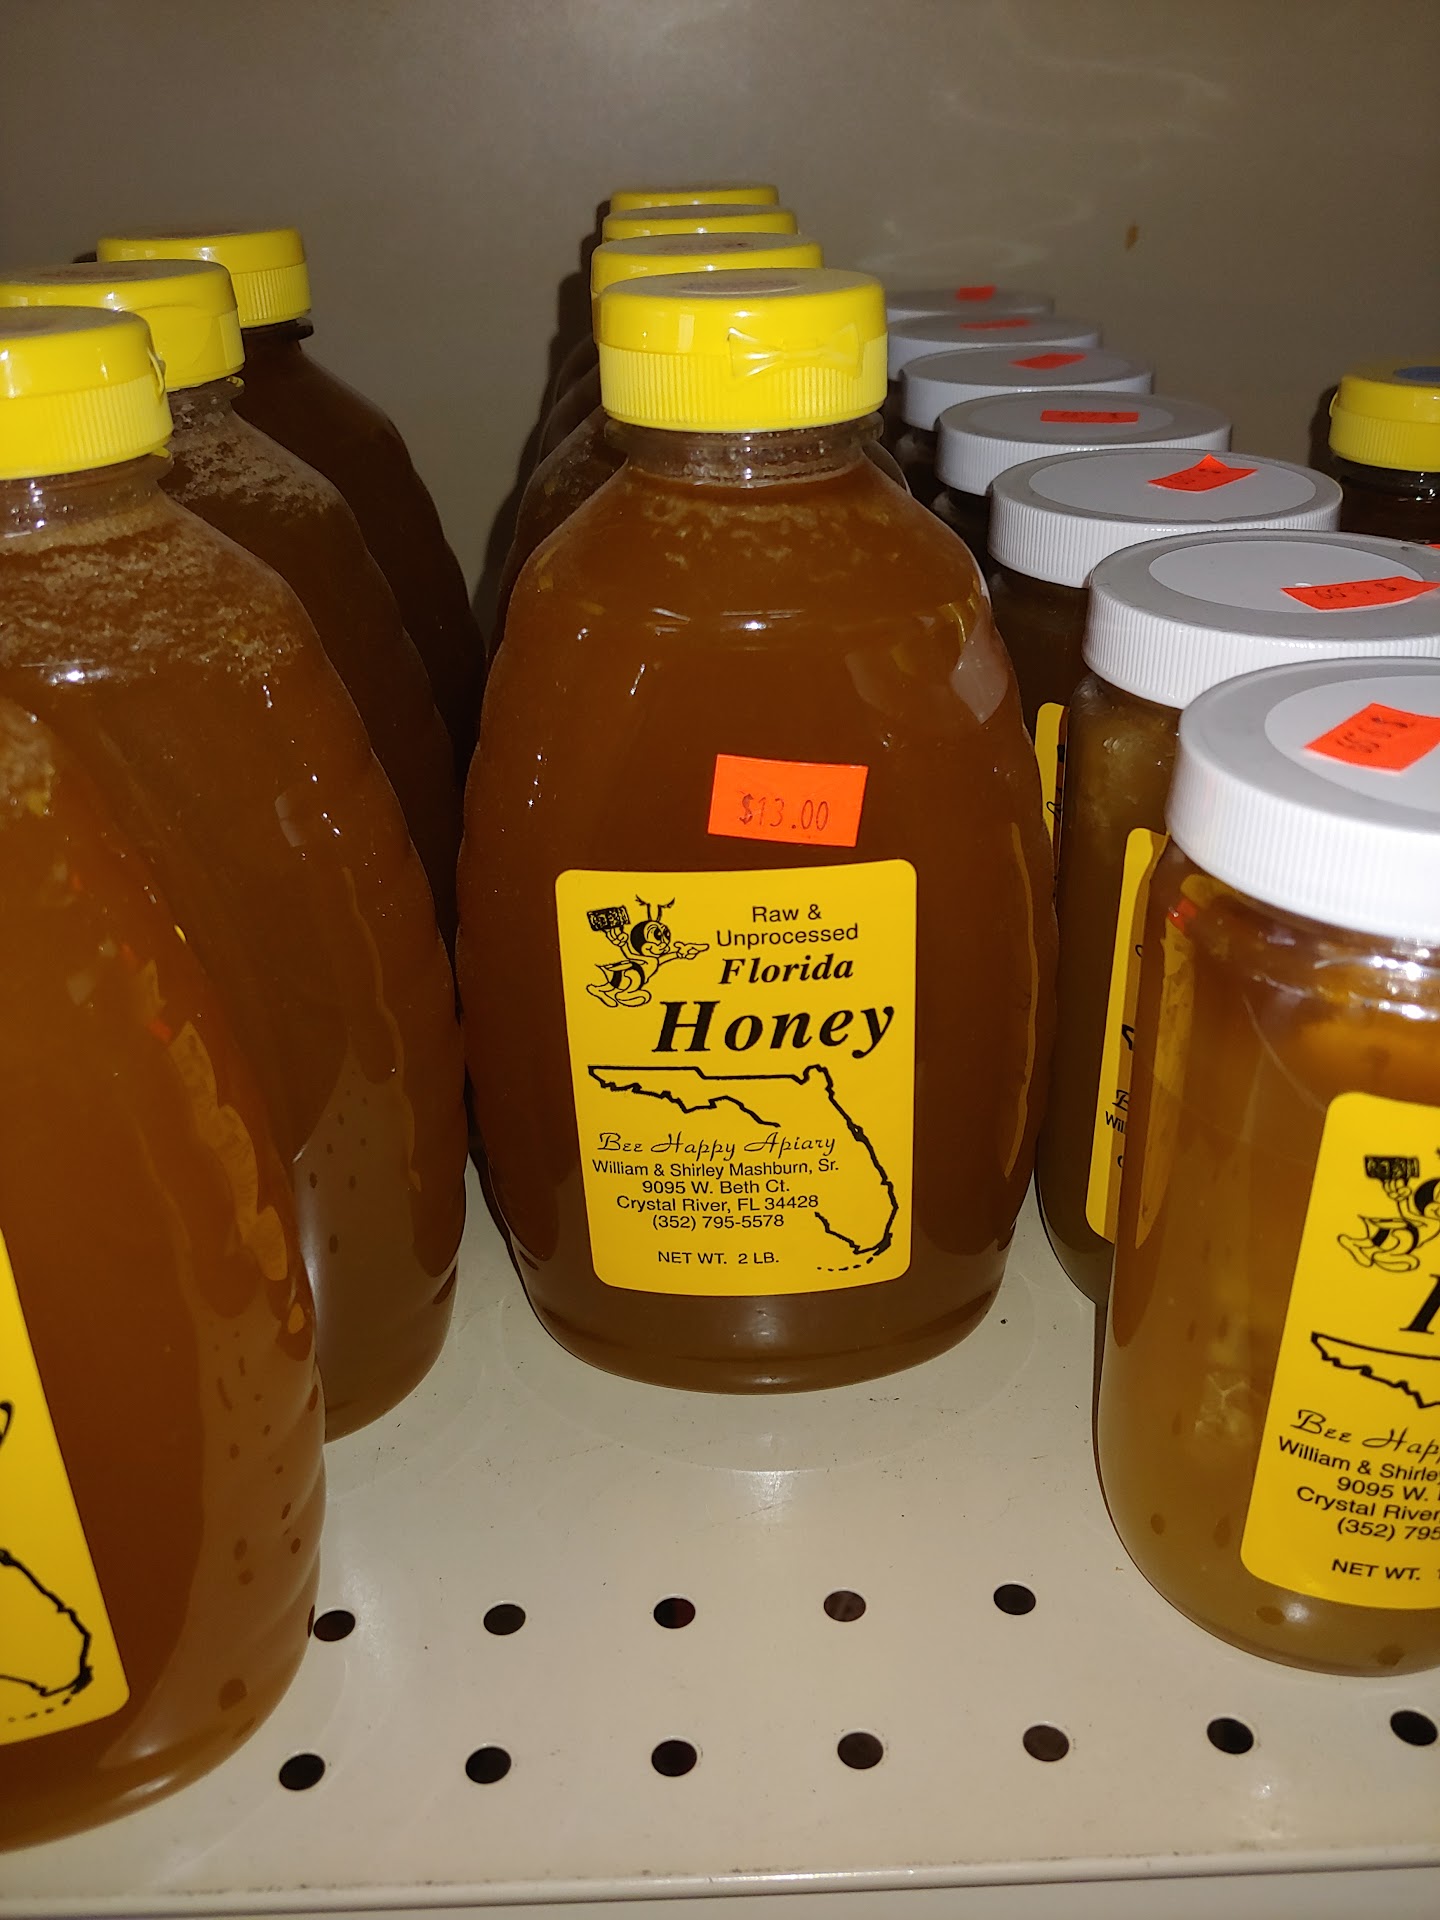 $13.00
Raw &
Unprocessed
Florida
Honey
Bee Happy Apiary
William & Shirley Mashburn, Sr.
9095 W. Beth Ct.
Crystal River, FL 34428
(352) 795-5578
NET WT. 2 LB.
Bee Hap
William & Shirle
9095 W.
Crystal River
(352) 795
NET WT.